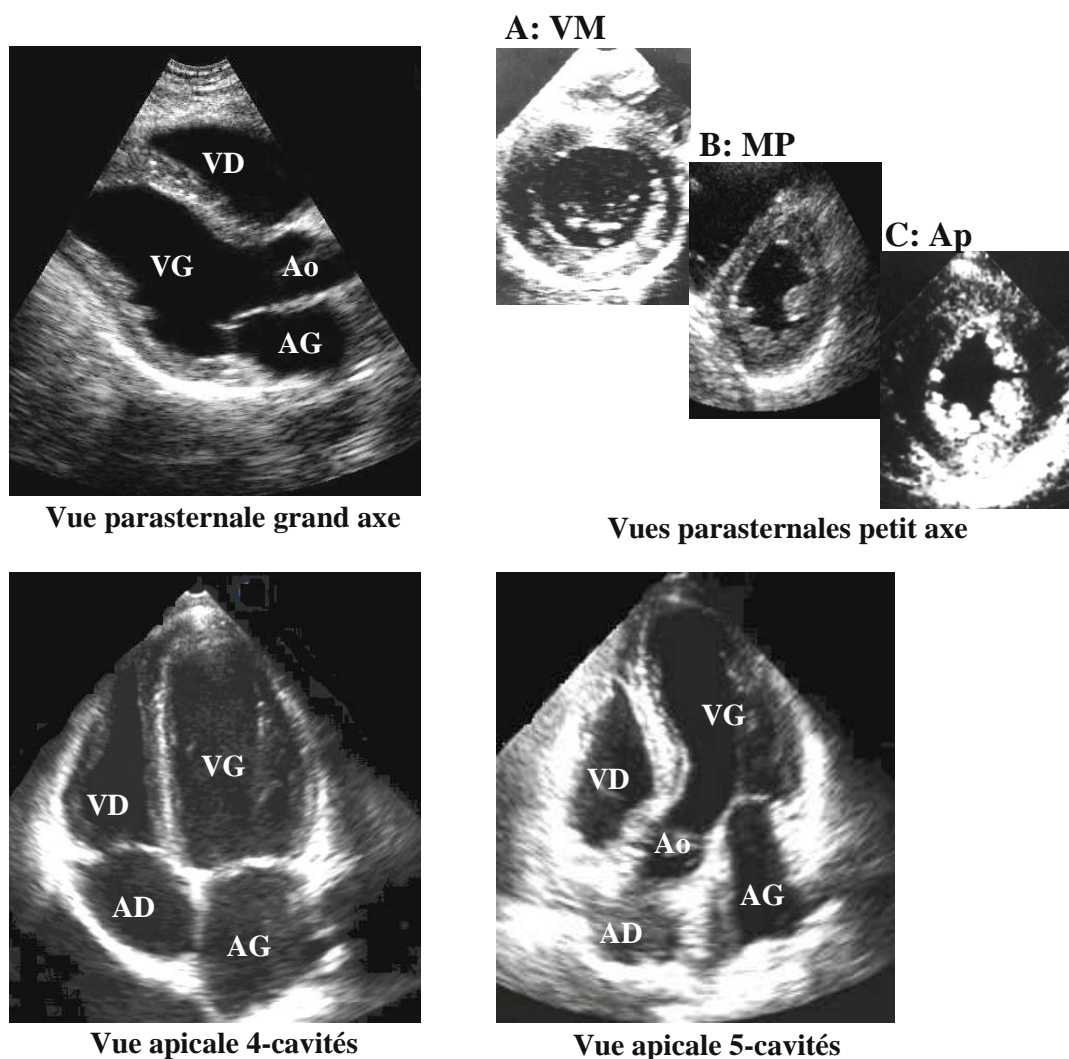 A: VM
B: MP
C: Ap
VD
VG
Ao
AG
Vue parasternale grand axe
Vues parasternales petit axe
VG
VD
AD
AG
Vue apicale 4-cavités
VG
VD
Ao
AG
AD
Vue apicale 5-cavités